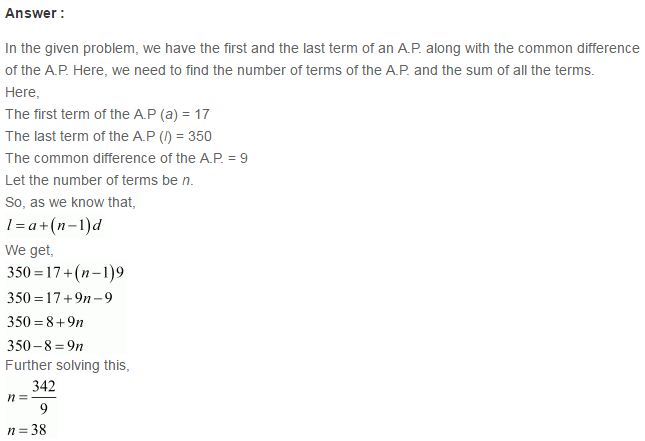 Answer :
In the given problem, we have the first and the last term of an A.P. along with the common difference
of the A.P. Here, we need to find the number of terms of the A.P. and the sum of all the terms.
Here,
The first term of the A.P (a) = 17
The last term of the A.P (l) = 350
The common difference of the A.P. = 9
Let the number of terms be n.
So, as we know that,
l = a+(n−1)d
We get,
350 = 17+(n−1)9
350 = 17+9n−9
350 = 8+9n
350−8 = 9n
Further solving this,
n = 342/9
n = 38